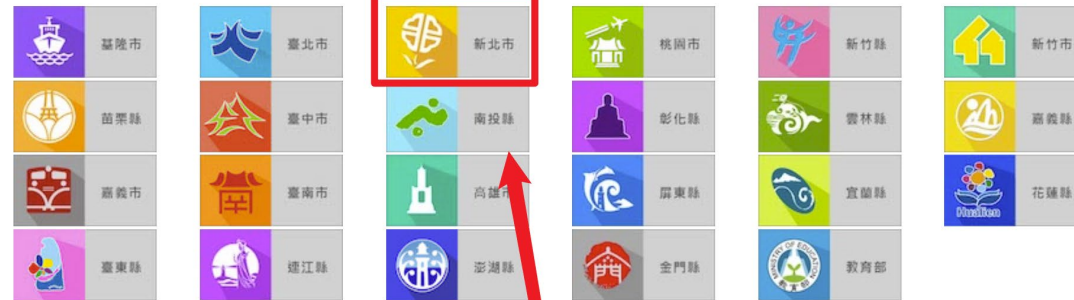 基隆市
臺北市
新北市
桃園市
新竹縣
新竹市
苗栗縣
臺中市
南投縣
彰化縣
雲林縣
嘉義縣
嘉義市
臺南市
高雄
屏東縣
宜蘭縣
Hualien
花蓮縣
臺東縣
連江縣
澎湖縣
金門縣
MINISTRY OF EDUCATION
教育部
教育部